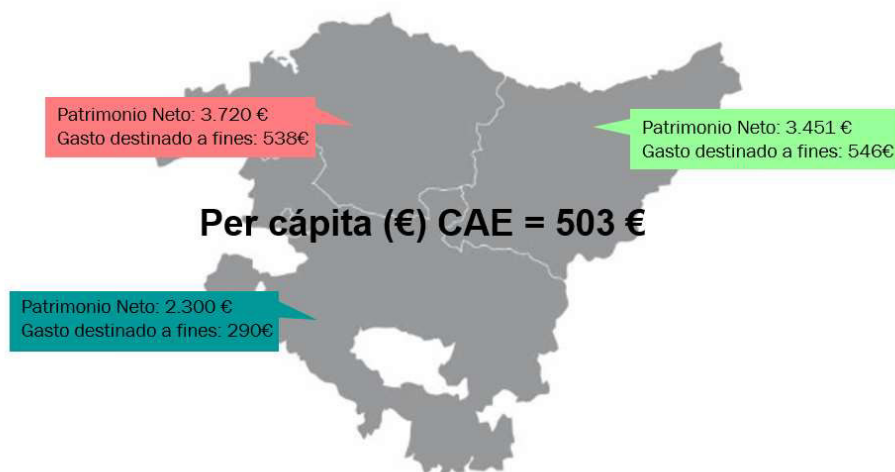 Patrimonio Neto: 3.720 €
Gasto destinado a fines: 538€
Patrimonio Neto: 3.451 €
Gasto destinado a fines: 546€
Per cápita (€) CAE = 503 €
Patrimonio Neto: 2.300 €
Gasto destinado a fines: 290€